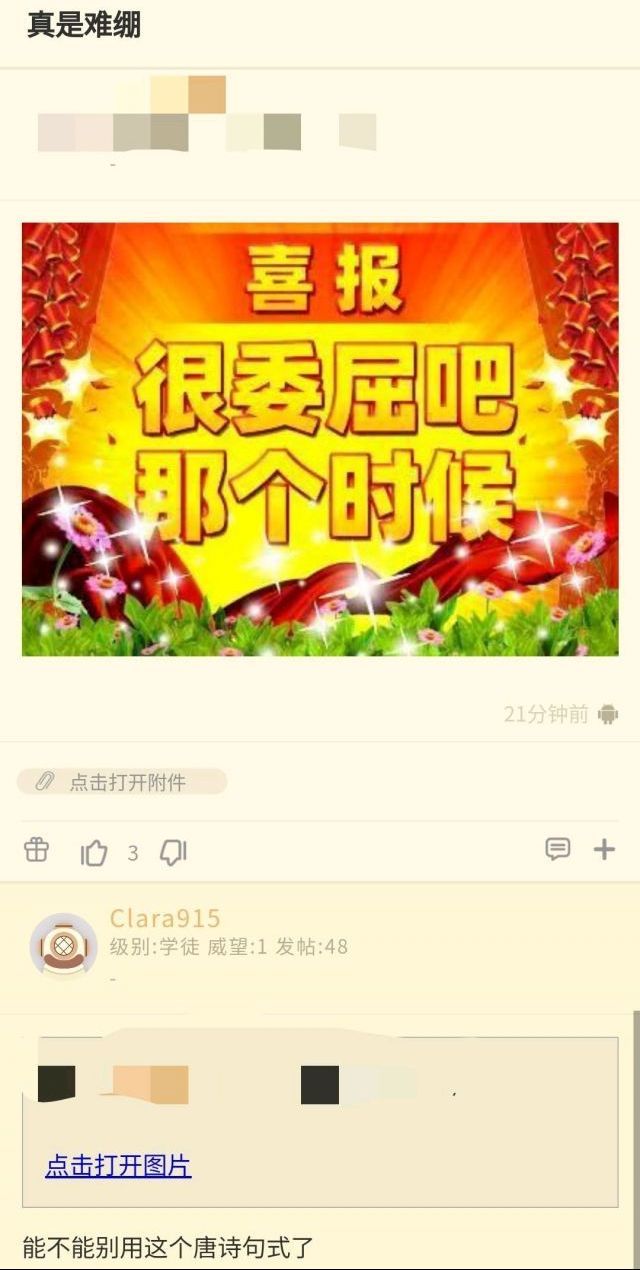 真是难绷
-
喜报
很委屈吧
那个时候
21分钟前
点击打开附件
3
Clara915
级别:学徒 威望:1 发帖:48
-
点击打开图片
能不能别用这个唐诗句式了